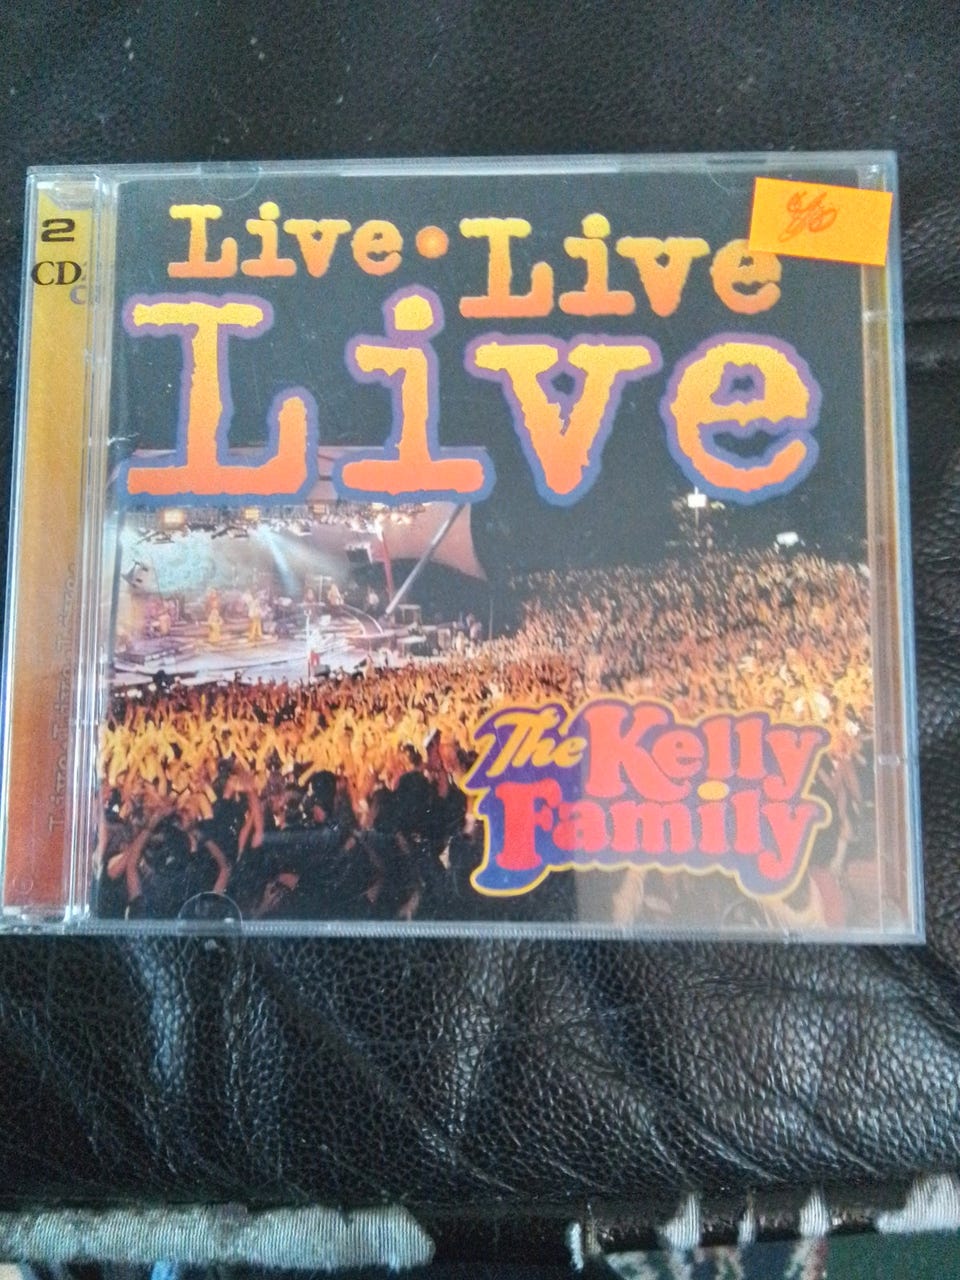 2
CD
Live • Live
Live
The Kelly
Family